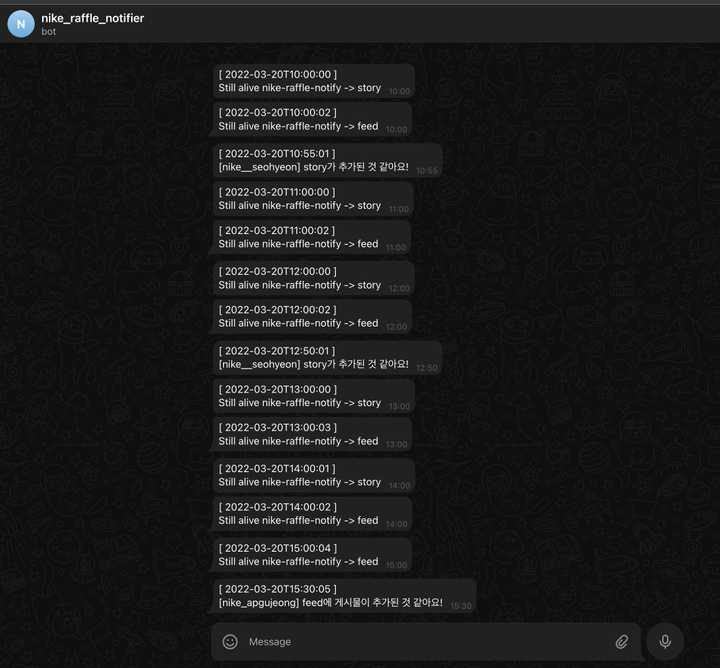 N
nike_raffle_notifier
bot
[ 2022-03-20T10:00:00 ]
Still alive nike-raffle-notify -> story 10:00
[ 2022-03-20T10:00:02 ]
Still alive nike-raffle-notify -> feed 10:00
[ 2022-03-20T10:55:01 ]
[nike__seohyeon] story가 추가된 것 같아요! 10:55
[ 2022-03-20T11:00:00 ]
Still alive nike-raffle-notify -> story 11:00
[ 2022-03-20T11:00:02 ]
Still alive nike-raffle-notify -> feed 11:00
[ 2022-03-20T12:00:00 ]
Still alive nike-raffle-notify -> story 12:00
[ 2022-03-20T12:00:02 ]
Still alive nike-raffle-notify -> feed 12:00
[ 2022-03-20T12:50:01 ]
[nike__seohyeon] story가 추가된 것 같아요! 12:50
[ 2022-03-20T13:00:00 ]
Still alive nike-raffle-notify -> story 13:00
[ 2022-03-20T13:00:03 ]
Still alive nike-raffle-notify -> feed 13:00
[ 2022-03-20T14:00:01 ]
Still alive nike-raffle-notify -> story 14:00
[ 2022-03-20T14:00:02 ]
Still alive nike-raffle-notify -> feed 14:00
[ 2022-03-20T15:00:04 ]
Still alive nike-raffle-notify -> feed 15:00
[ 2022-03-20T15:30:05 ]
[nike_apgujeong] feed에 게시물이 추가된 것 같아요! 15:30
Message